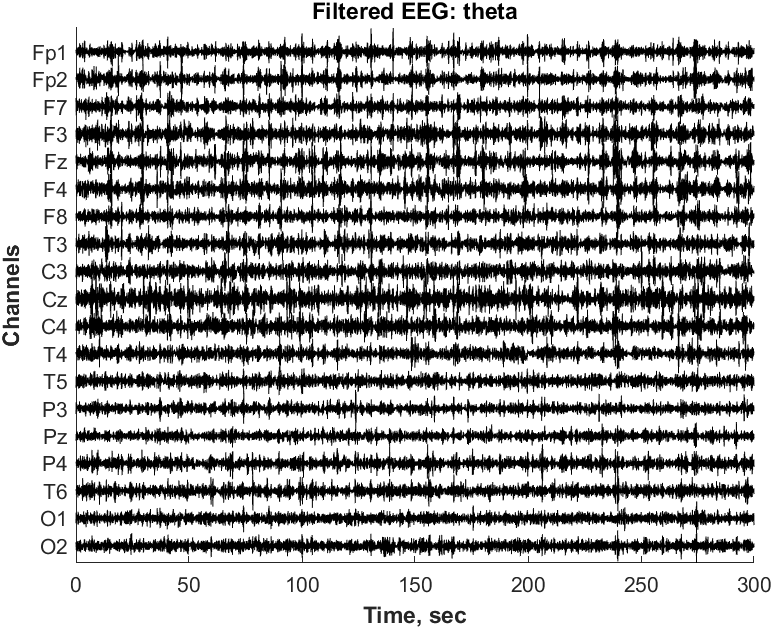 Filtered EEG: theta
Fp1
Fp2
F7
F3
Fz
F4
F8
T3
C3
Cz
C4
T4
T5
P3
Pz
P4
T6
O1
O2
Channels
0 50 100 150 200 250 300
Time, sec